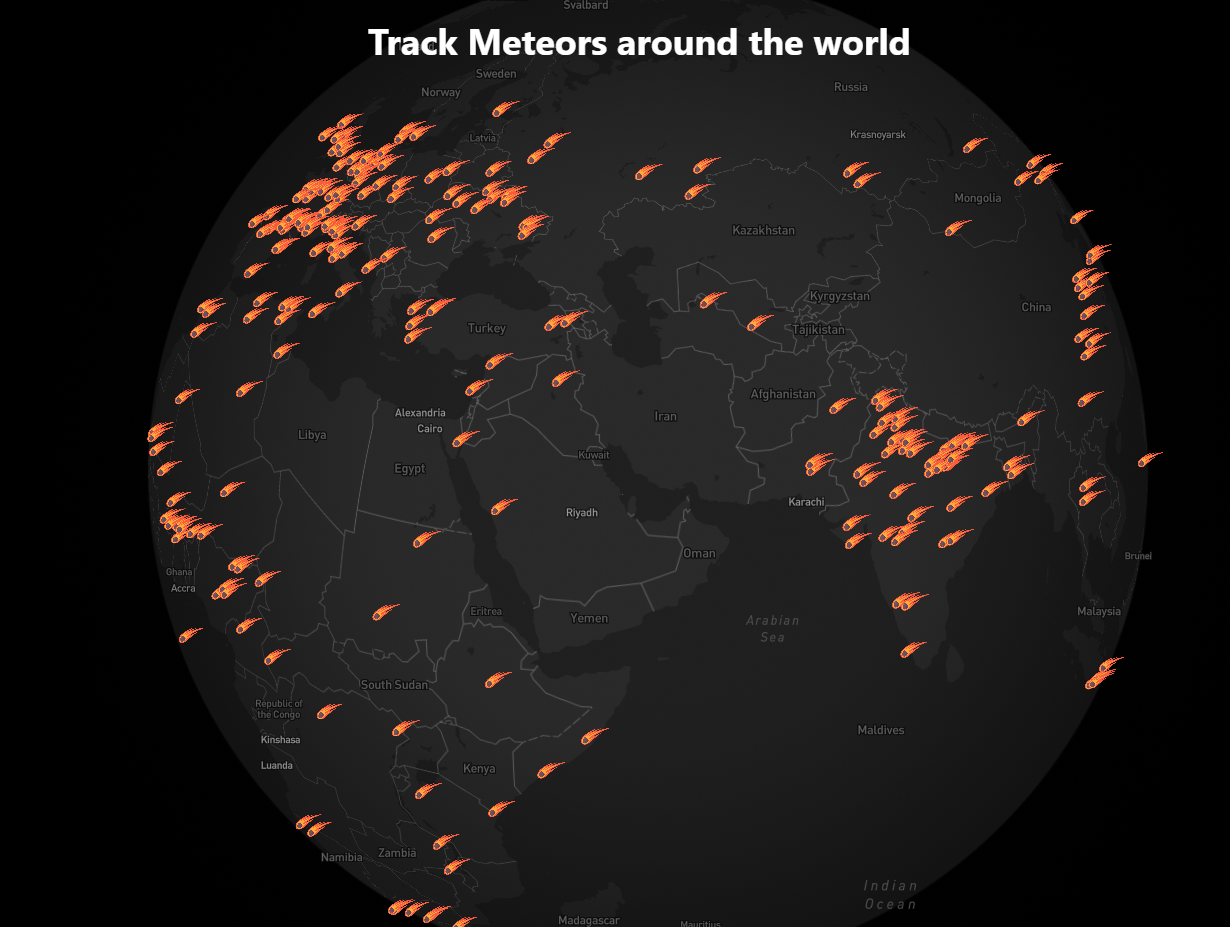 Svalbard
Track Meteors around the world
Sweden
Norway
Russia
Krasnoyarsk
Latvia
Mongolia
Kazakhstan
Kyrgyzstan
China
Turkey
Tajikistan
Afghanistan
Alexandria
Iran
Cairo
Libya
Kuwait
Egypt
Karachi
Riyadh
Oman
Brunei
Ghana
Accra
Eritrea
Malaysia
Yemen
Arabian
Sea
South Sudan
Republic of
the Congo
Maldives
Kinshasa
Luanda
Kenya
Zambia
Namibia
Indian
Ocean
Madagascar
Mauritius